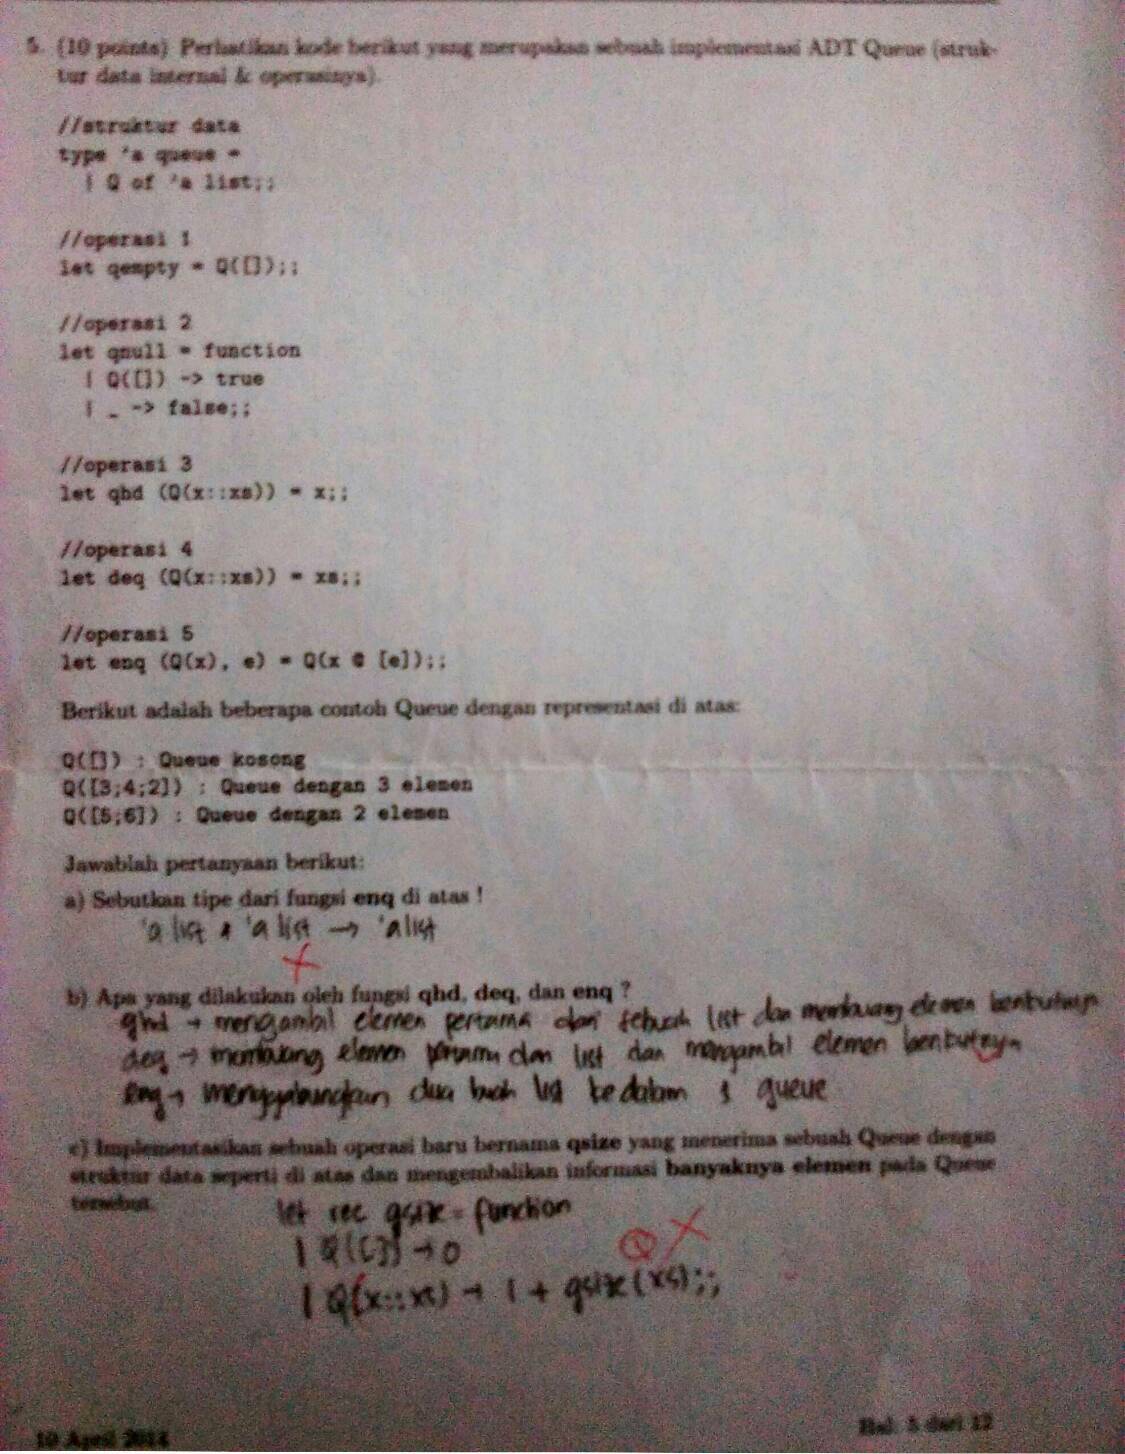 5. (10 points) Perhatikan kode berikut yang merupakan sebuah implementasi ADT Queue (struk-
tur data internal & operasinya).
//struktur data
type 'a queue =
| Q of 'a list;;
//operasi 1
let qempty = Q([]);;
//operasi 2
let qnull = function
| Q([]) -> true
| _ -> false;;
//operasi 3
let qhd (Q(x::xs)) = x;;
//operasi 4
let deq (Q(x::xs)) = xs;;
//operasi 5
let enq (Q(x), e) = Q(x @ [e]);;
Berikut adalah beberapa contoh Queue dengan representasi di atas:
Q([]) : Queue kosong
Q([3;4;2]) : Queue dengan 3 elemen
Q([5;6]) : Queue dengan 2 elemen
Jawablah pertanyaan berikut:
a) Sebutkan tipe dari fungsi enq di atas !
'a list * 'a list → 'a list
b) Apa yang dilakukan oleh fungsi qhd, deq, dan enq ?
qhd → mengambil elemen pertama dari sebuah list dan membuang elemen berikutnya
deq → membuang elemen pertama dari list dan mengambil elemen berikutnya
enq → menggabungkan dua buah list ke dalam 1 queue
c) Implementasikan sebuah operasi baru bernama qsize yang menerima sebuah Queue dengan
struktur data seperti di atas dan mengembalikan informasi banyaknya elemen pada Queue
tersebut.
let rec qsize = function
| Q([]) → 0
Q
| Q(x::xs) → 1 + qsize(xs);;
10 April 2014
Hal. 5 dari 12